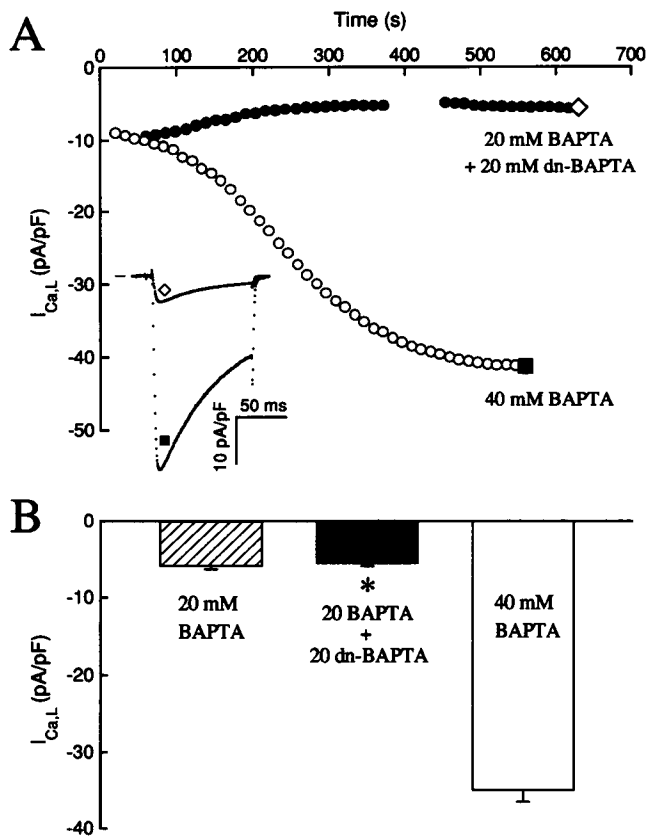 A
Time (s)
0 100 200 300 400 500 600 700
0
-10
-20
-30
-40
-50
I Ca,L (pA/pF)
20 mM BAPTA
+ 20 mM dn-BAPTA
40 mM BAPTA
50 ms
10 pA/pF
B
0
-10
-20
-30
-40
I Ca,L (pA/pF)
20 mM
BAPTA
*
20 BAPTA
+
20 dn-BAPTA
40 mM
BAPTA